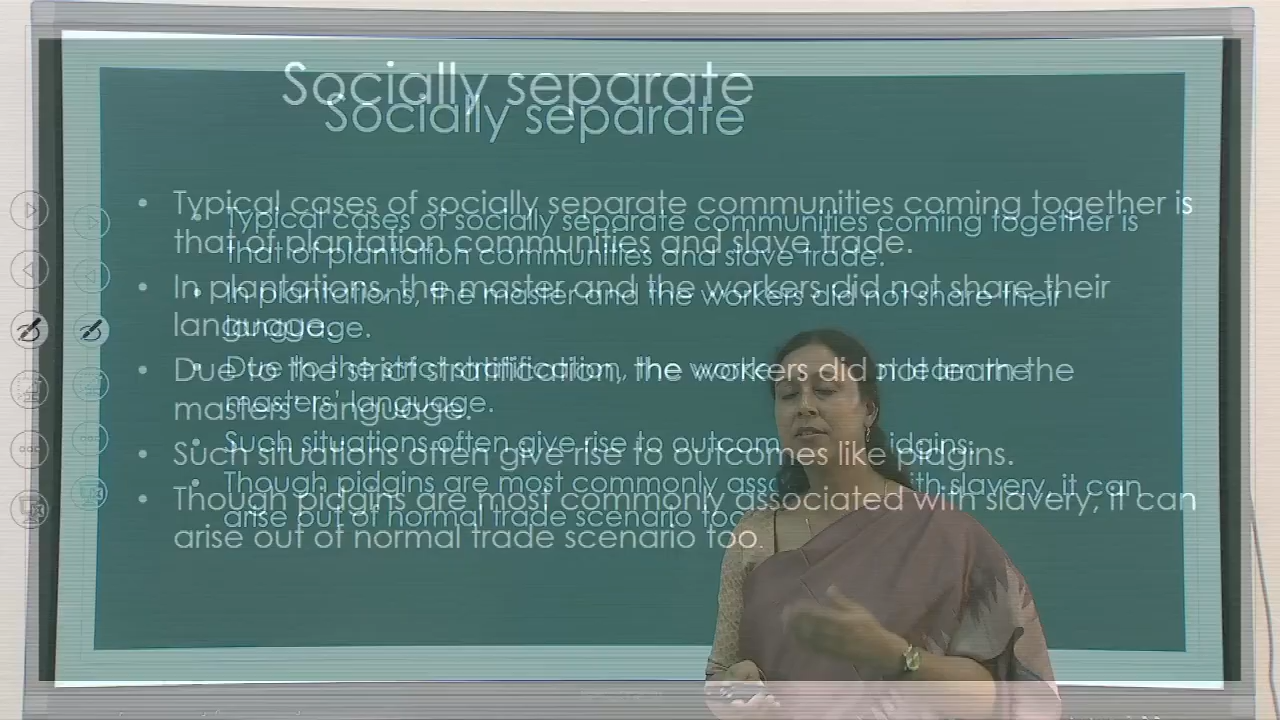 Socially separate
• Typical cases of socially separate communities coming together is
that of plantation communities and slave trade.
• In plantations, the master and the workers did not share their
language.
• Due to the strict stratification, the workers did not learn the
masters' language.
• Such situations often give rise to outcomes like pidgins.
• Though pidgins are most commonly associated with slavery, it can
arise out of normal trade scenario too.